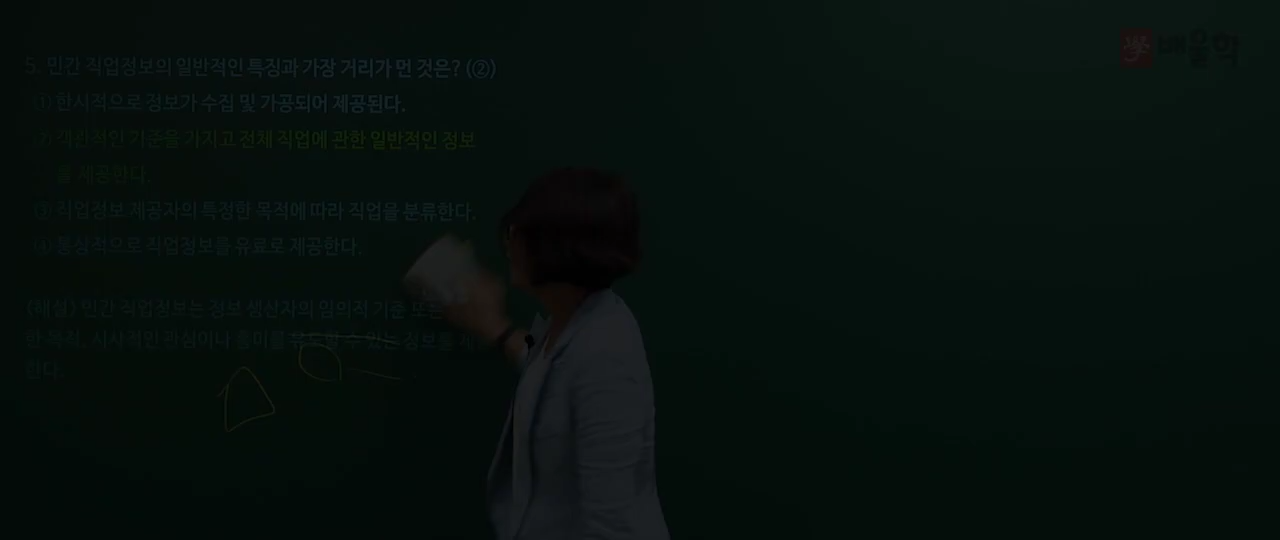 배울학
5. 민간 직업정보의 일반적인 특징과 가장 거리가 먼 것은? (②)
① 한시적으로 정보가 수집 및 가공되어 제공된다.
② 객관적인 기준을 가지고 전체 직업에 관한 일반적인 정보
를 제공한다.
③ 직업정보 제공자의 특정한 목적에 따라 직업을 분류한다.
④ 통상적으로 직업정보를 유료로 제공한다.
(해설) 민간 직업정보는 정보 생산자의 임의적 기준 또는
한 목적, 시사적인 관심이나 흥미를 유도할 수 있는 정보를 제
한다.